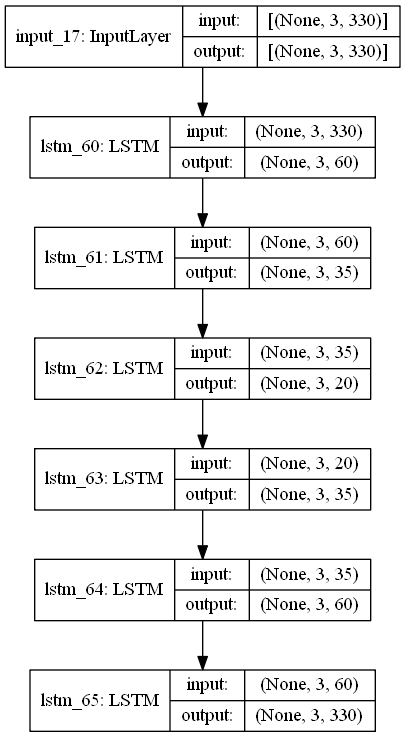 input_17: InputLayer input: [(None, 3, 330)]
output: [(None, 3, 330)]
lstm_60: LSTM input: (None, 3, 330)
output: (None, 3, 60)
lstm_61: LSTM input: (None, 3, 60)
output: (None, 3, 35)
lstm_62: LSTM input: (None, 3, 35)
output: (None, 3, 20)
lstm_63: LSTM input: (None, 3, 20)
output: (None, 3, 35)
lstm_64: LSTM input: (None, 3, 35)
output: (None, 3, 60)
lstm_65: LSTM input: (None, 3, 60)
output: (None, 3, 330)